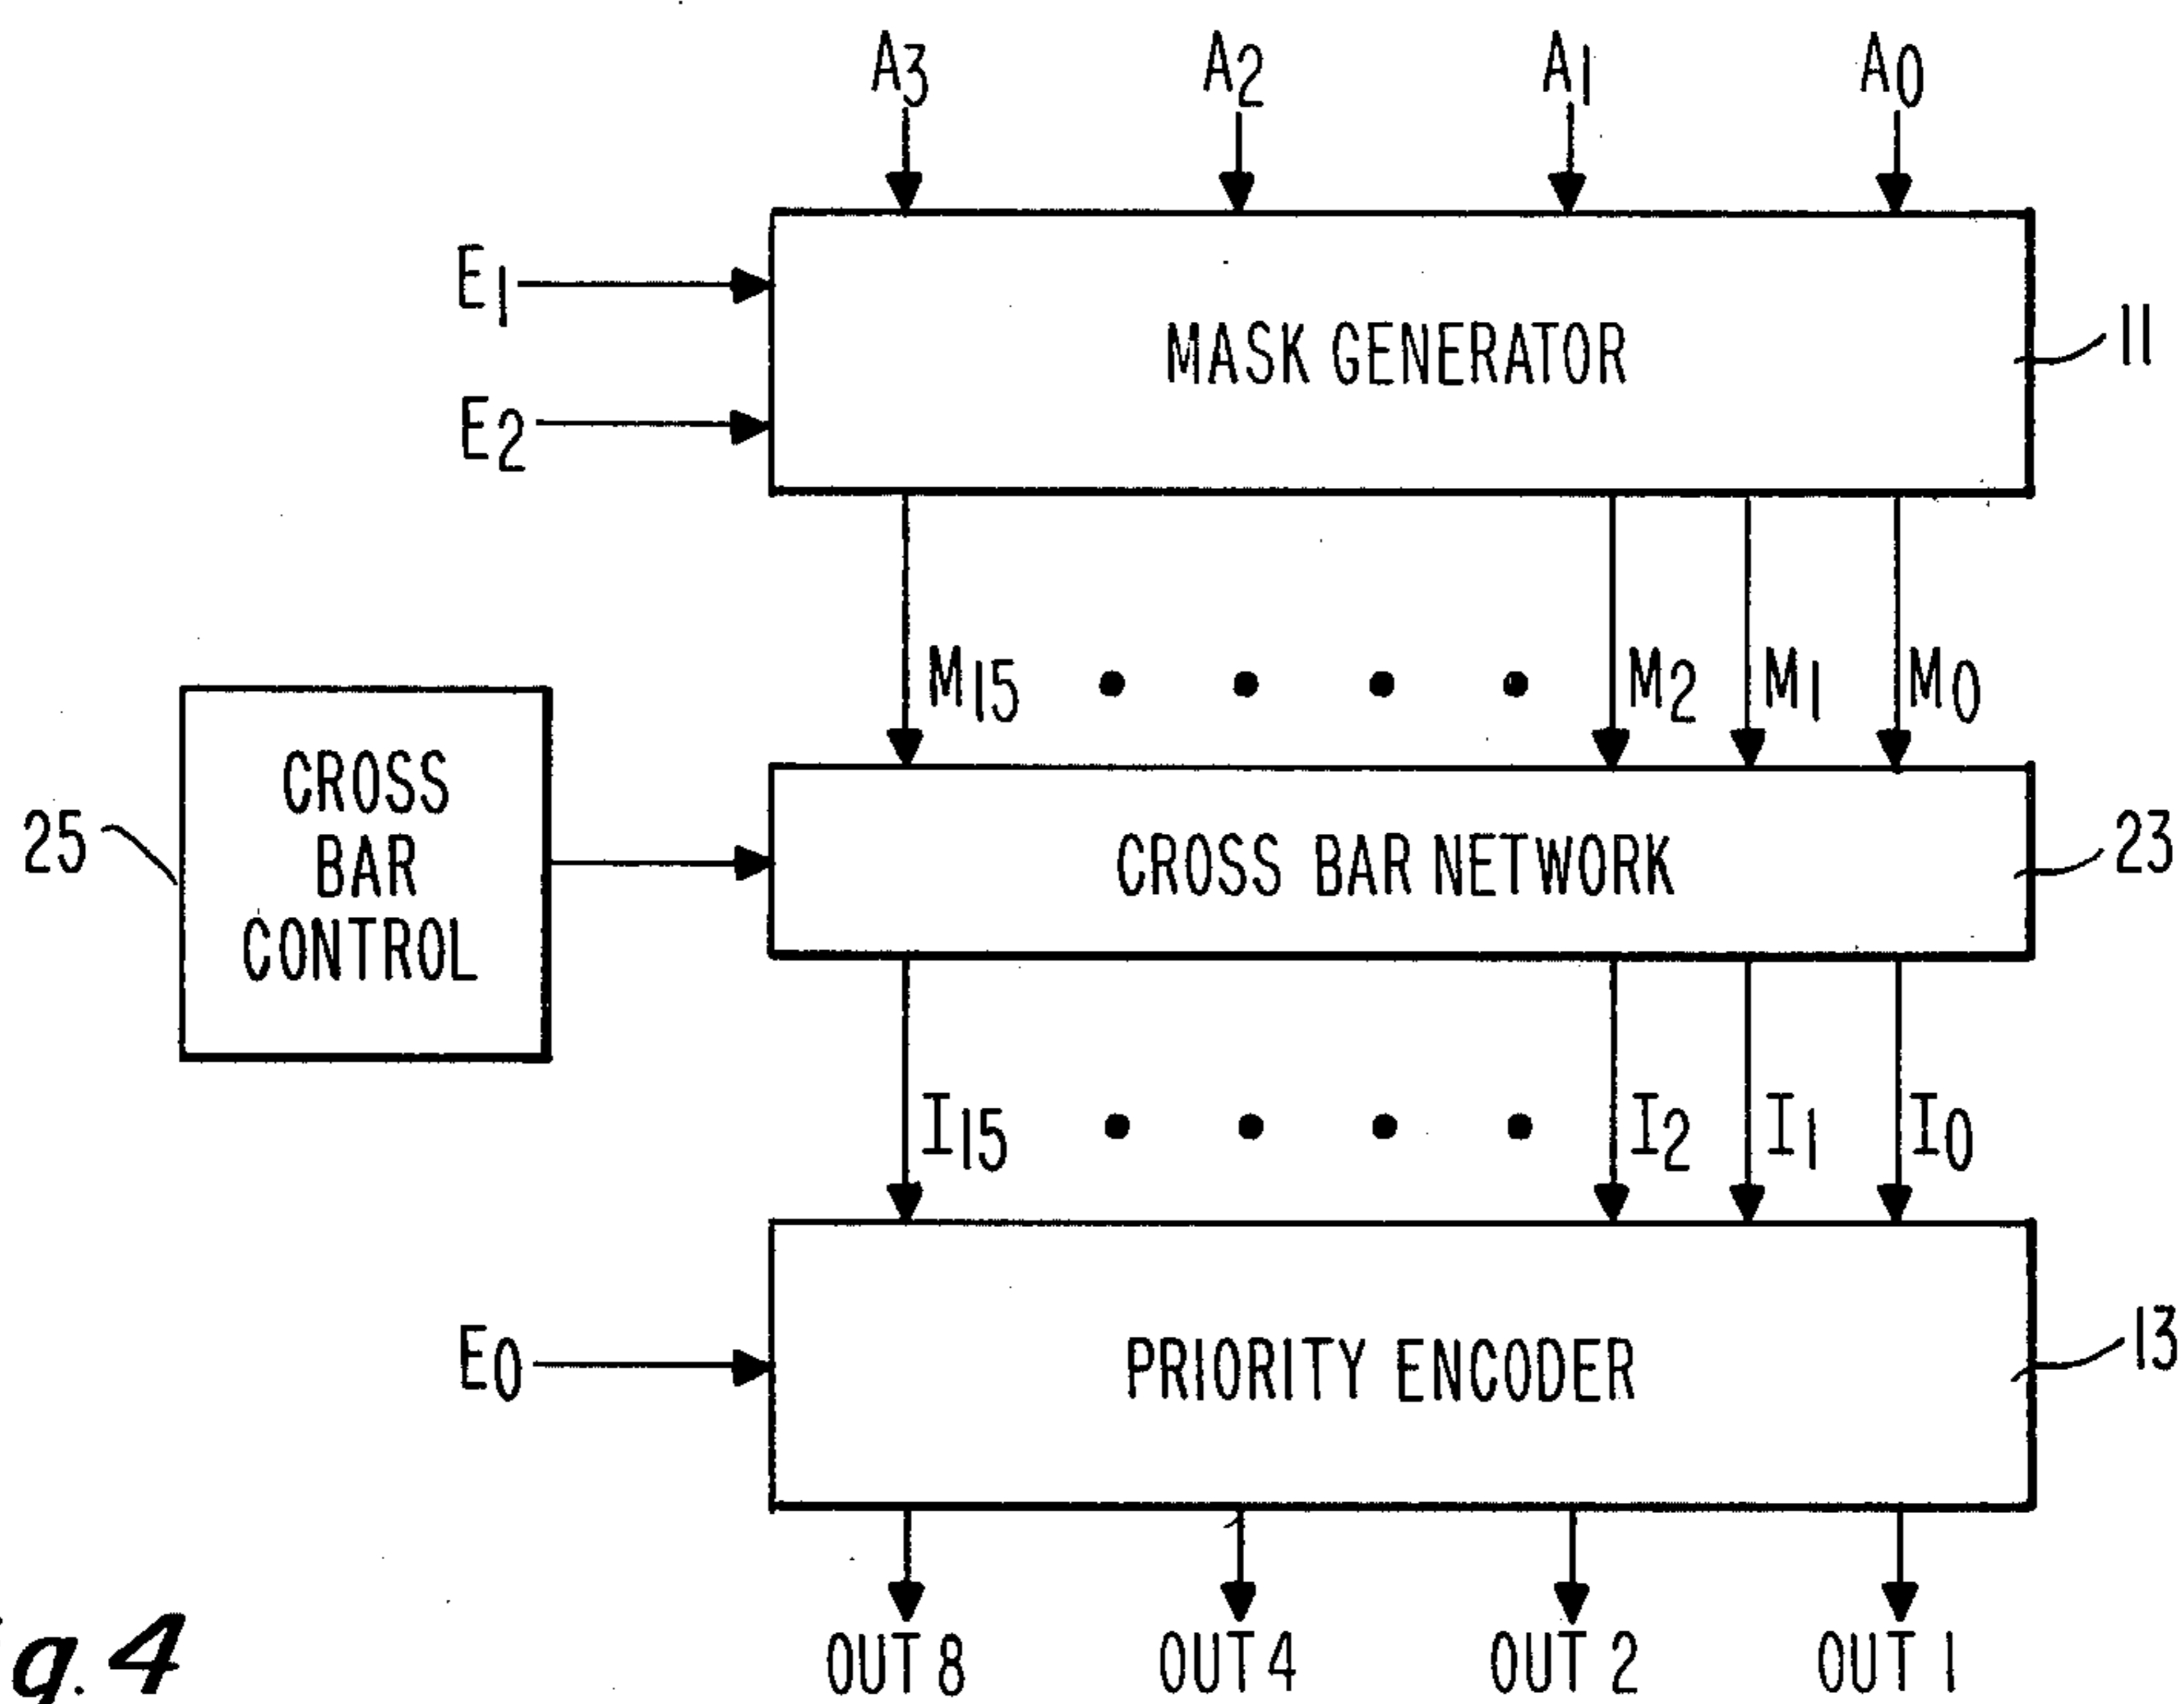 A3 A2 A1 A0
E1
MASK GENERATOR
11
E2
M15 M2 M1 M0
CROSS
BAR
CONTROL
25
CROSS BAR NETWORK
23
I15 I2 I1 I0
E0
PRIORITY ENCODER
13
OUT 8 OUT 4 OUT 2 OUT 1
g. 4